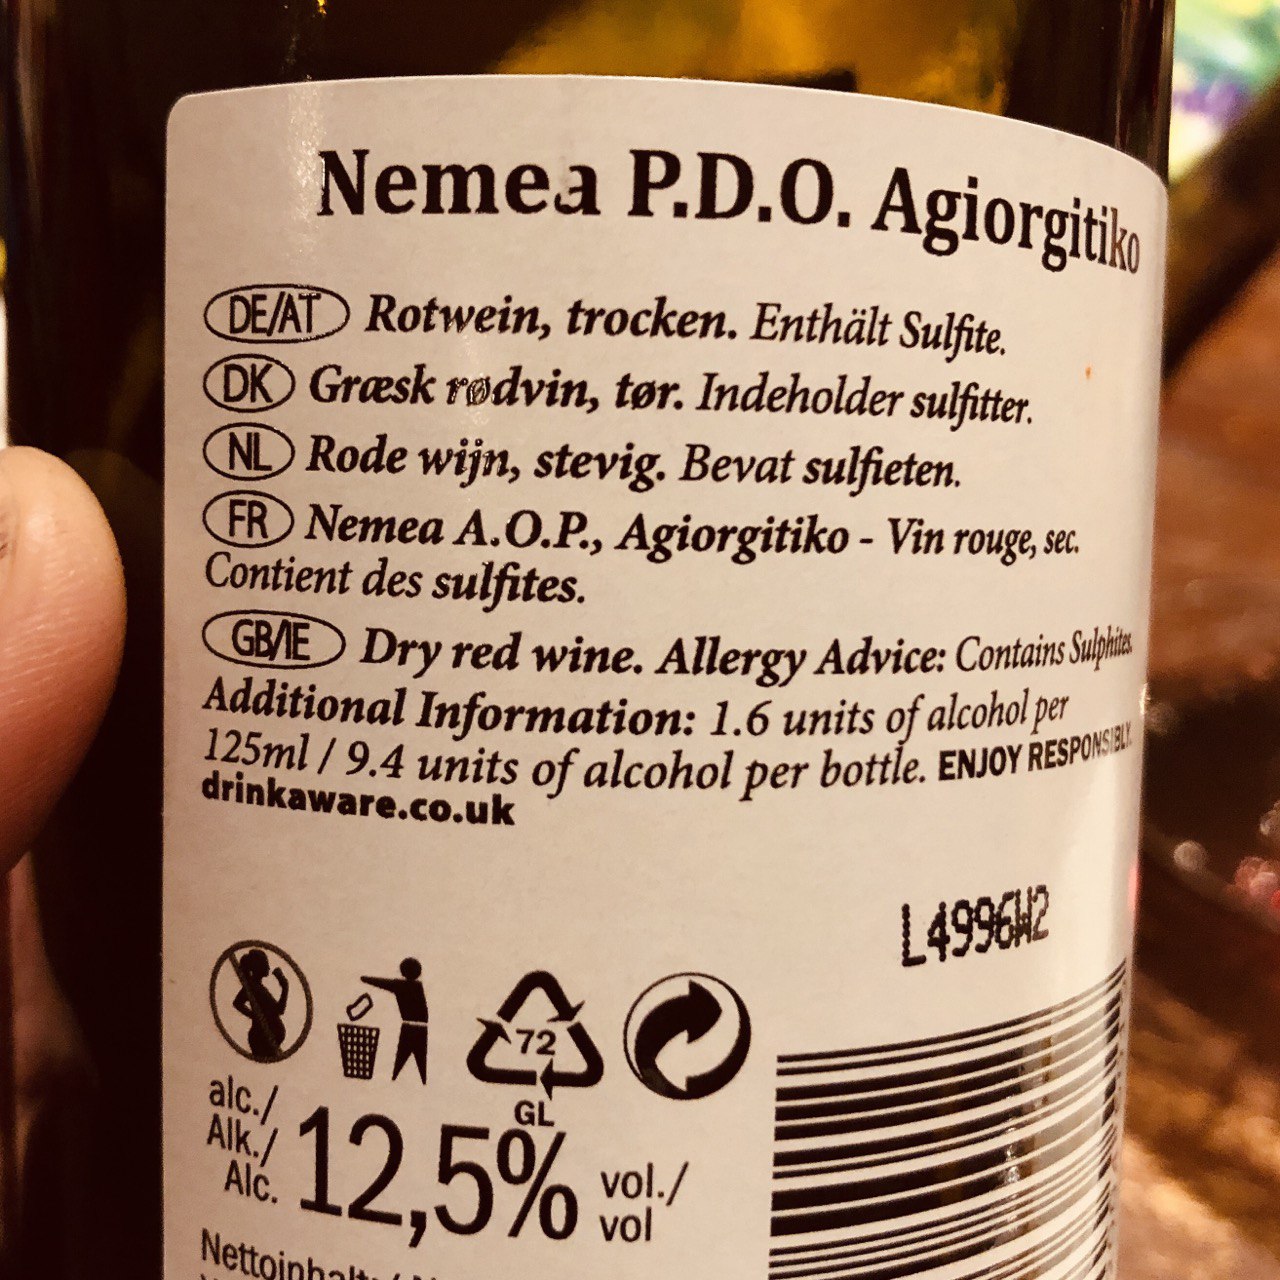 Nemea P.D.O. Agiorgitiko
DE/AT Rotwein, trocken. Enthält Sulfite.
DK Græsk rødvin, tør. Indeholder sulfitter.
NL Rode wijn, stevig. Bevat sulfieten.
FR Nemea A.O.P., Agiorgitiko - Vin rouge, sec.
Contient des sulfites.
GB/IE Dry red wine. Allergy Advice: Contains Sulphites.
Additional Information: 1.6 units of alcohol per
125ml / 9.4 units of alcohol per bottle. ENJOY RESPONSIBLY.
drinkaware.co.uk
L4996W2
72
GL
alc./
Alk./
Alc.
12,5%
vol./
vol
Nettoinhalt /